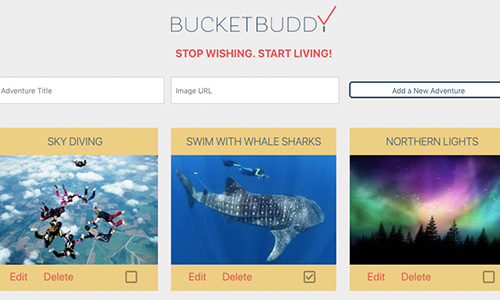 BUCKETBUDDY
STOP WISHING. START LIVING!
Adventure Title
Image URL
Add a New Adventure
SKY DIVING
SWIM WITH WHALE SHARKS
NORTHERN LIGHTS
Edit Delete
Edit Delete
Edit Delete